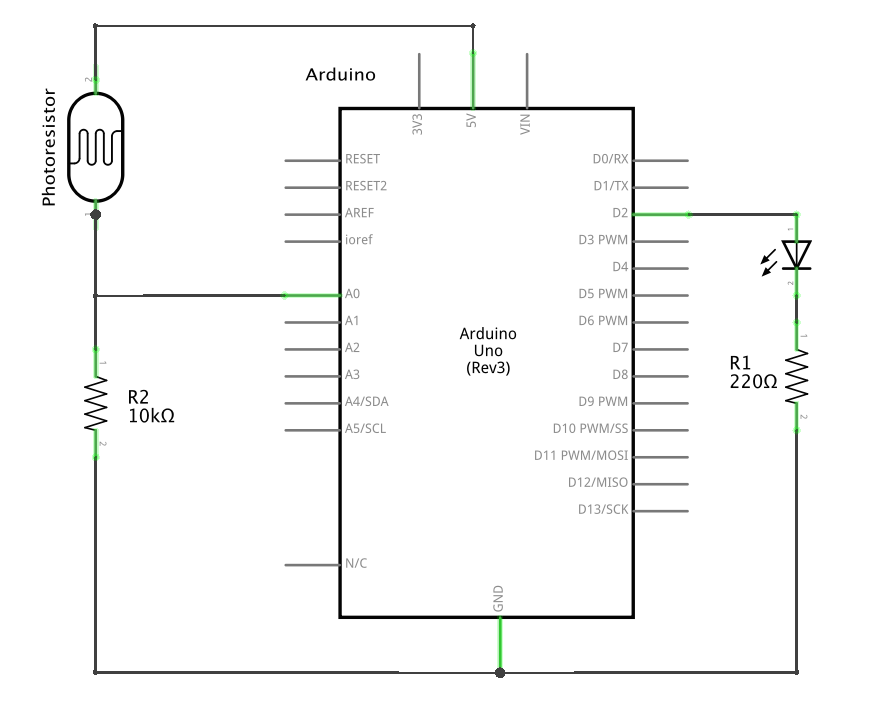 Arduino
Photoresistor
2
1
3V3
5V
VIN
RESET
RESET2
AREF
ioref
A0
A1
A2
A3
A4/SDA
A5/SCL
N/C
D0/RX
D1/TX
D2
D3 PWM
D4
D5 PWM
D6 PWM
D7
D8
D9 PWM
D10 PWM/SS
D11 PWM/MOSI
D12/MISO
D13/SCK
Arduino
Uno
(Rev3)
GND
R2
10kΩ
1
2
1
2
R1
220Ω
1
2